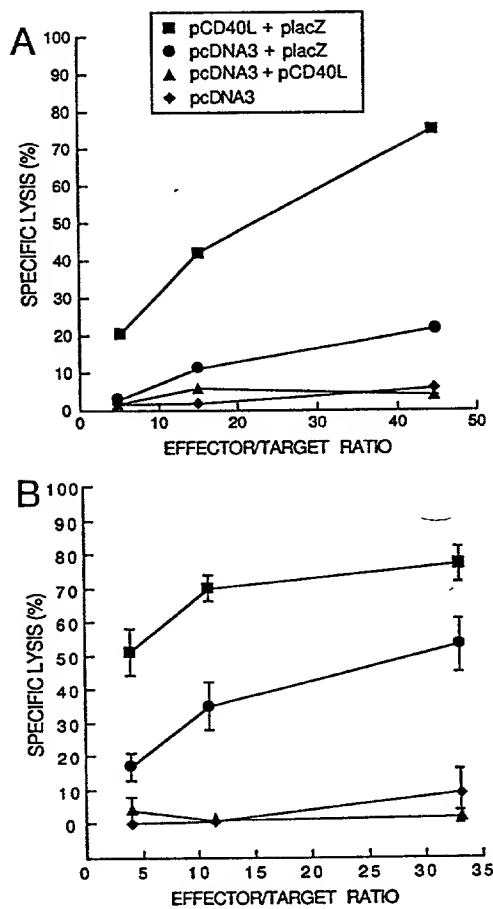 A
pCD40L + placZ
pcDNA3 + placZ
pcDNA3 + pCD40L
pcDNA3
100
90
80
70
60
50
40
30
20
10
0
SPECIFIC LYSIS (%)
0 10 20 30 40 50
EFFECTOR/TARGET RATIO
B
100
90
80
70
60
50
40
30
20
10
0
SPECIFIC LYSIS (%)
0 5 10 15 20 25 30 35
EFFECTOR/TARGET RATIO